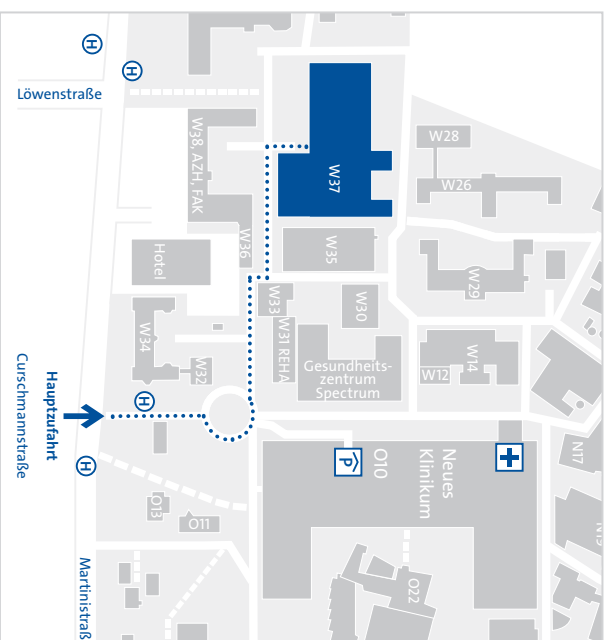 H
H
Löwenstraße
W38, AZH, FAK
W37
W28
W26
W36
W35
Hotel
W29
W33
W30
W31 REHA
W34
W32
Gesundheits-
zentrum
Spectrum
W14
W12
H
Hauptzufahrt
Curschmannstraße
H
Neues
Klinikum
O10
P
N17
O13
O11
O22
Martinistraß